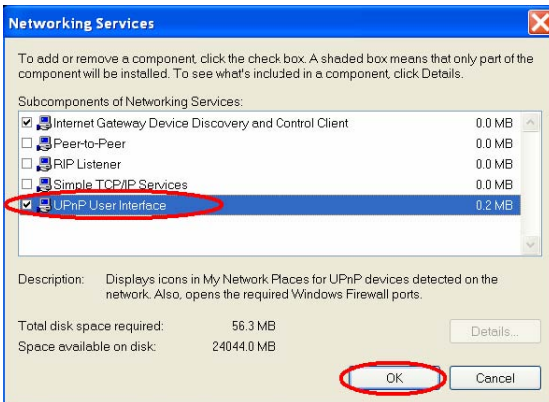 Networking Services
To add or remove a component, click the check box. A shaded box means that only part of the
component will be installed. To see what's included in a component, click Details.
Subcomponents of Networking Services:
Internet Gateway Device Discovery and Control Client 0.0 MB
Peer-to-Peer 0.0 MB
RIP Listener 0.0 MB
Simple TCP/IP Services 0.0 MB
UPnP User Interface 0.2 MB
Description: Displays icons in My Network Places for UPnP devices detected on the
network. Also, opens the required Windows Firewall ports.
Total disk space required: 56.3 MB
Space available on disk: 24044.0 MB
Details...
OK Cancel